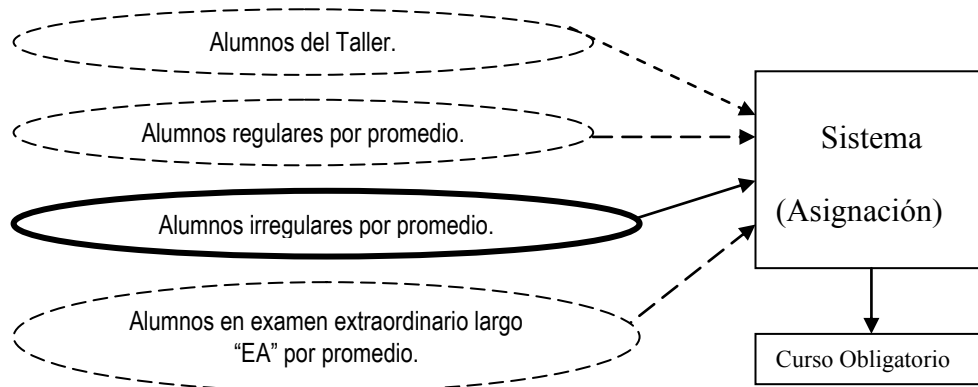 Alumnos del Taller.
Alumnos regulares por promedio.
Alumnos irregulares por promedio.
Alumnos en examen extraordinario largo
“EA” por promedio.
Sistema
(Asignación)
Curso Obligatorio